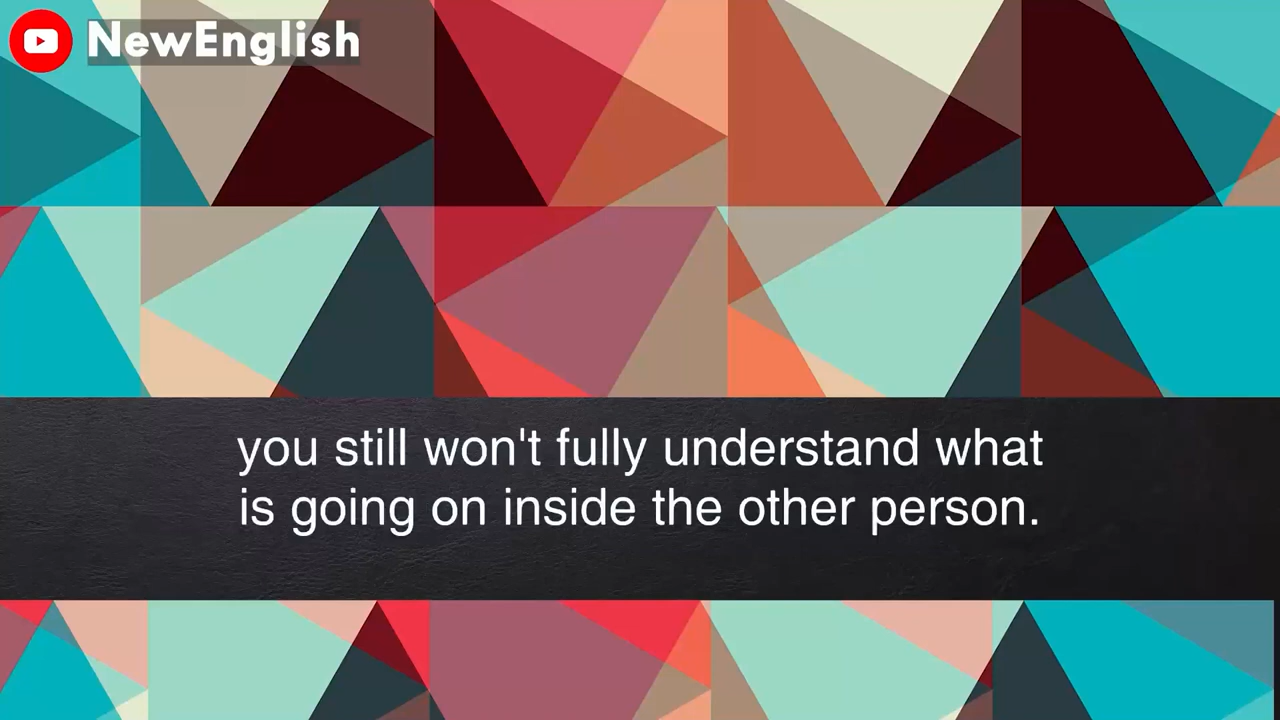 NewEnglish
you still won't fully understand what
is going on inside the other person.